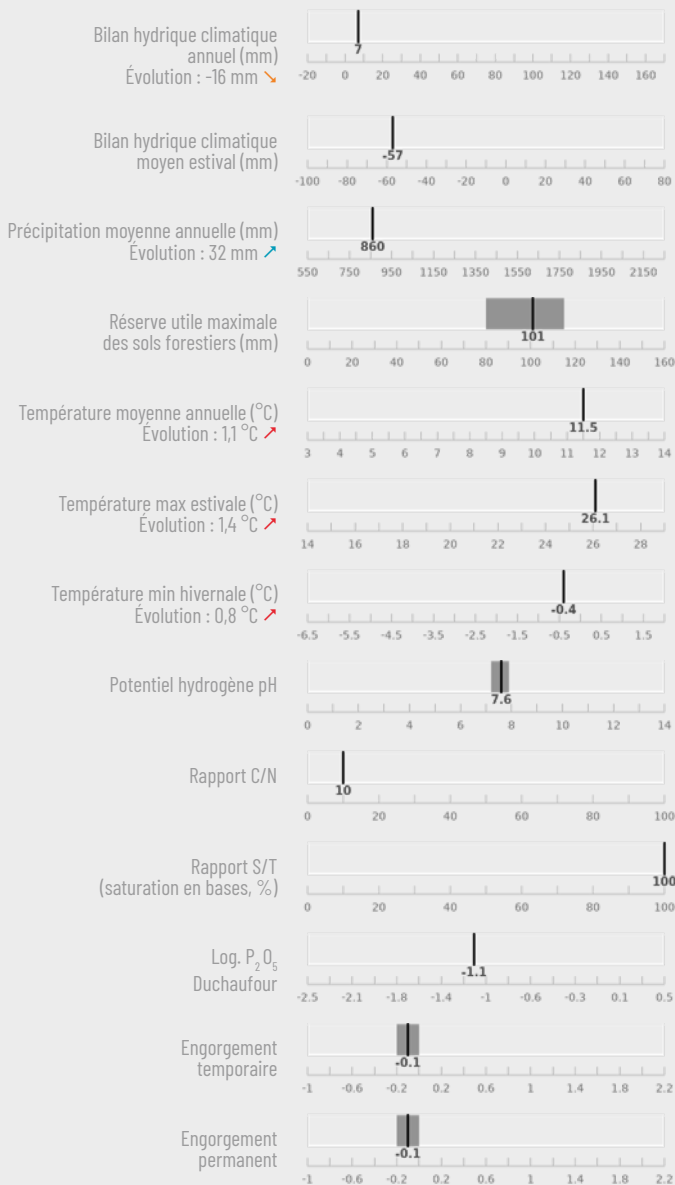 Bilan hydrique climatique
annuel (mm)
Évolution : -16 mm ↘
7
-20 0 20 40 60 80 100 120 140 160
Bilan hydrique climatique
moyen estival (mm)
-57
-100 -80 -60 -40 -20 0 20 40 60 80
Précipitation moyenne annuelle (mm)
Évolution : 32 mm ↗
860
550 750 950 1150 1350 1550 1750 1950 2150
Réserve utile maximale
des sols forestiers (mm)
101
0 20 40 60 80 100 120 140 160
Température moyenne annuelle (°C)
Évolution : 1,1 °C ↗
11.5
3 4 5 6 7 8 9 10 11 12 13 14
Température max estivale (°C)
Évolution : 1,4 °C ↗
26.1
14 16 18 20 22 24 26 28
Température min hivernale (°C)
Évolution : 0,8 °C ↗
-0.4
-6.5 -5.5 -4.5 -3.5 -2.5 -1.5 -0.5 0.5 1.5
Potentiel hydrogène pH
7.6
0 2 4 6 8 10 12 14
Rapport C/N
10
0 20 40 60 80 100
Rapport S/T
(saturation en bases, %)
100
0 20 40 60 80 100
Log. P₂O₅
Duchaufour
-1.1
-2.5 -2.1 -1.8 -1.4 -1 -0.6 -0.3 0.1 0.5
Engorgement
temporaire
-0.1
-1 -0.6 -0.2 0.2 0.6 1 1.4 1.8 2.2
Engorgement
permanent
-0.1
-1 -0.6 -0.2 0.2 0.6 1 1.4 1.8 2.2